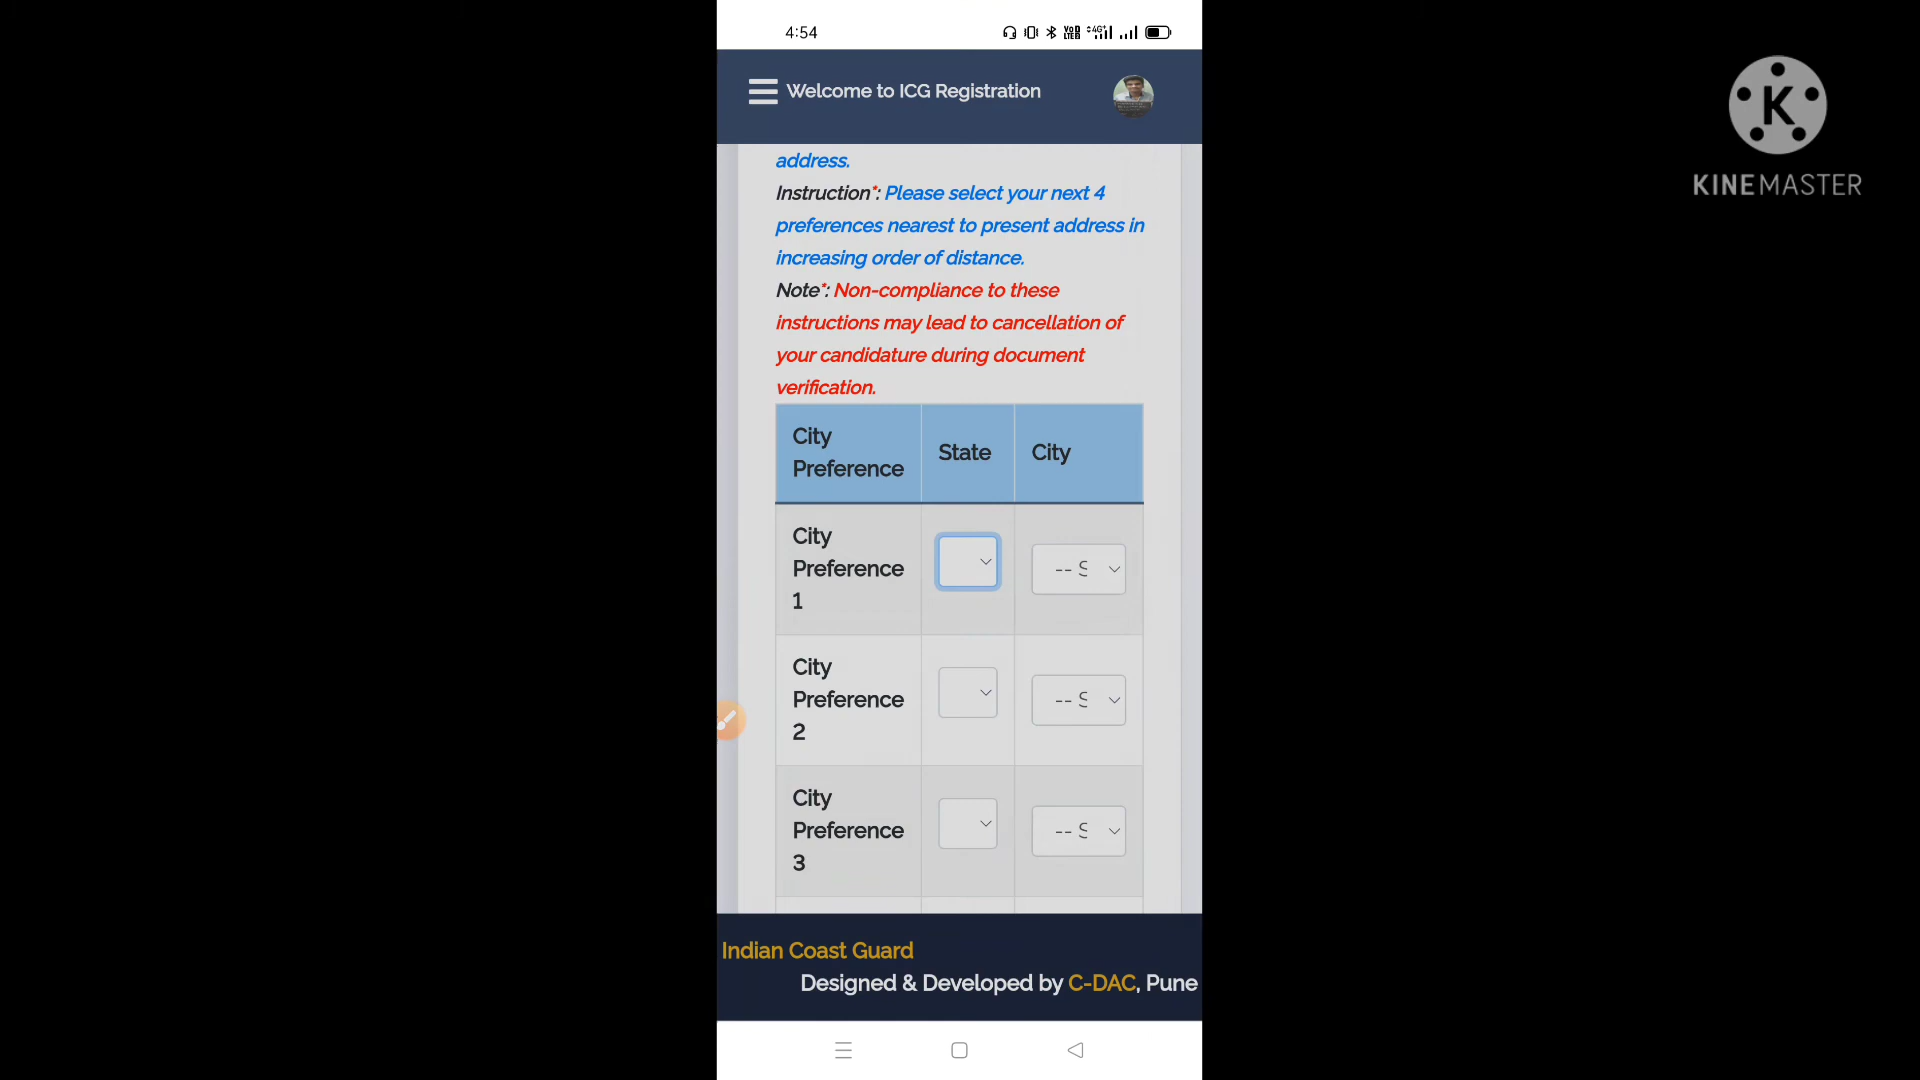 4:54
VoD
LTE
4G+
Welcome to ICG Registration
K
KINEMASTER
address.
Instruction*: Please select your next 4
preferences nearest to present address in
increasing order of distance.
Note*: Non-compliance to these
instructions may lead to cancellation of
your candidature during document
verification.
City
Preference
State
City
City
Preference
1
-- S
City
Preference
2
-- S
City
Preference
3
-- S
Indian Coast Guard
Designed & Developed by C-DAC, Pune